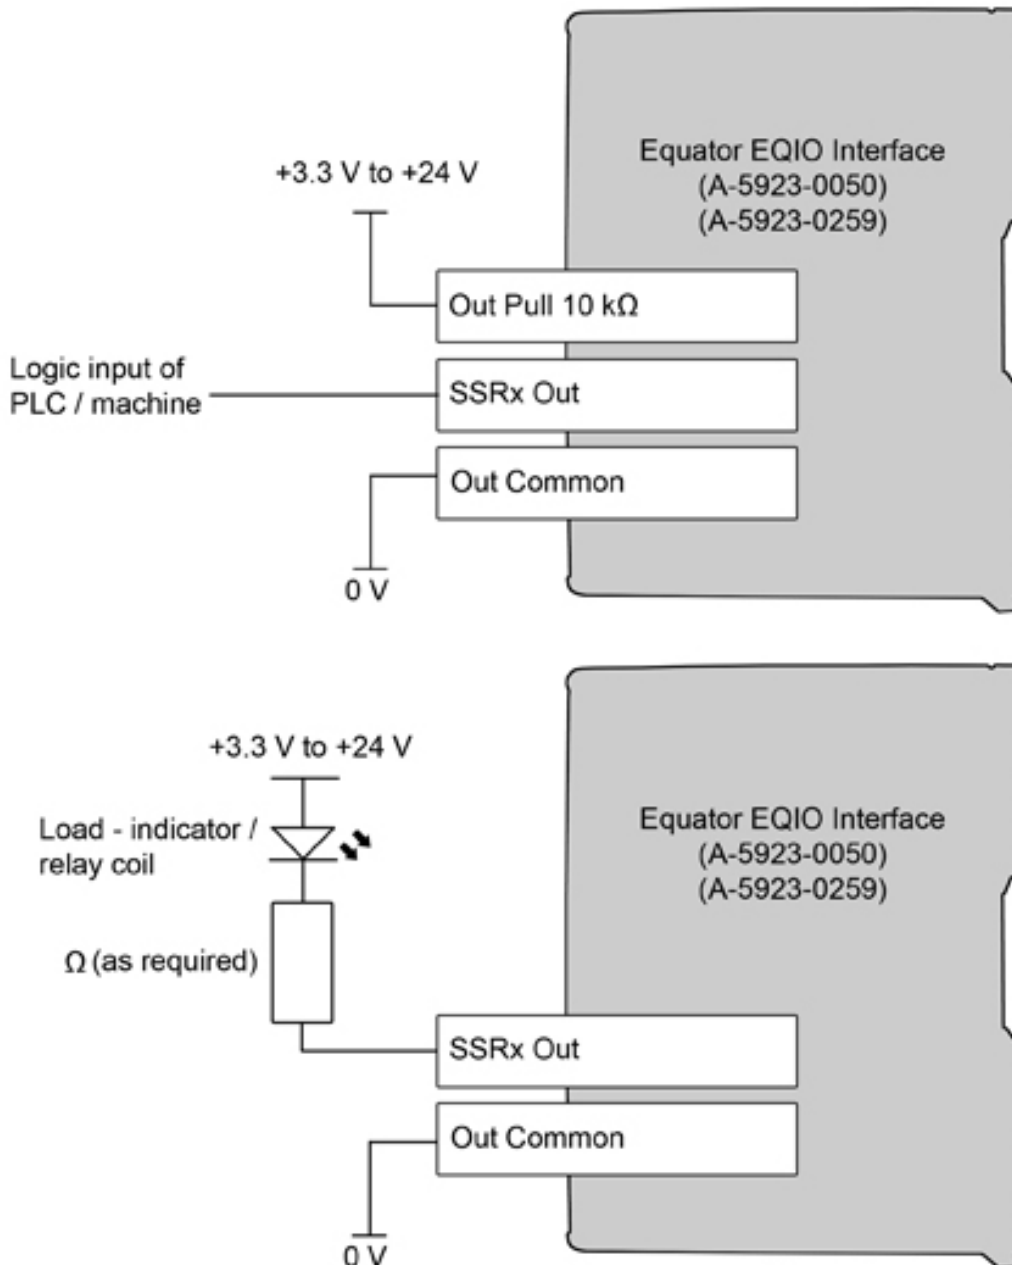 +3.3 V to +24 V
Equator EQIO Interface
(A-5923-0050)
(A-5923-0259)
Out Pull 10 kΩ
Logic input of
PLC / machine
SSRx Out
Out Common
0 V
+3.3 V to +24 V
Load - indicator /
relay coil
Equator EQIO Interface
(A-5923-0050)
(A-5923-0259)
Ω (as required)
SSRx Out
Out Common
0 V